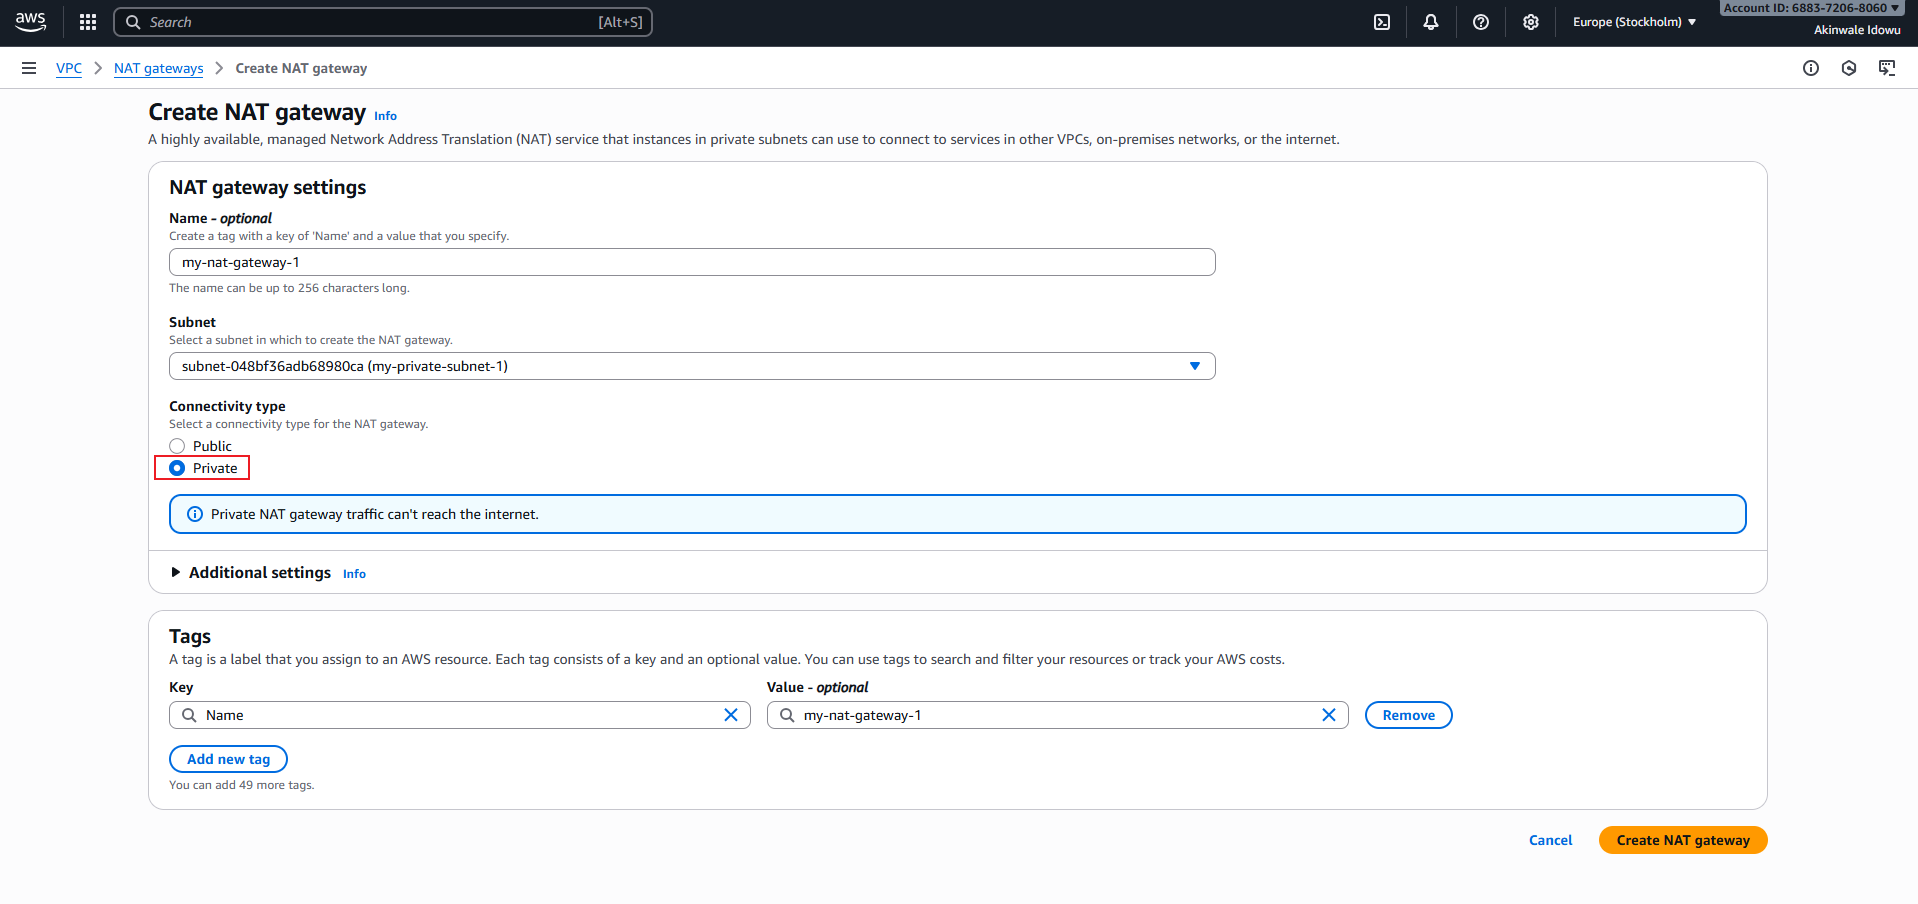 aws
Search [Alt+S]
Europe (Stockholm)
Account ID: 6883-7206-8060
Akinwale Idowu
VPC NAT gateways Create NAT gateway
Create NAT gateway Info
A highly available, managed Network Address Translation (NAT) service that instances in private subnets can use to connect to services in other VPCs, on-premises networks, or the internet.
NAT gateway settings
Name - optional
Create a tag with a key of 'Name' and a value that you specify.
my-nat-gateway-1
The name can be up to 256 characters long.
Subnet
Select a subnet in which to create the NAT gateway.
subnet-048bf36adb68980ca (my-private-subnet-1)
Connectivity type
Select a connectivity type for the NAT gateway.
Public
Private
Private NAT gateway traffic can't reach the internet.
Additional settings Info
Tags
A tag is a label that you assign to an AWS resource. Each tag consists of a key and an optional value. You can use tags to search and filter your resources or track your AWS costs.
Key Value - optional
Name my-nat-gateway-1 Remove
Add new tag
You can add 49 more tags.
Cancel Create NAT gateway